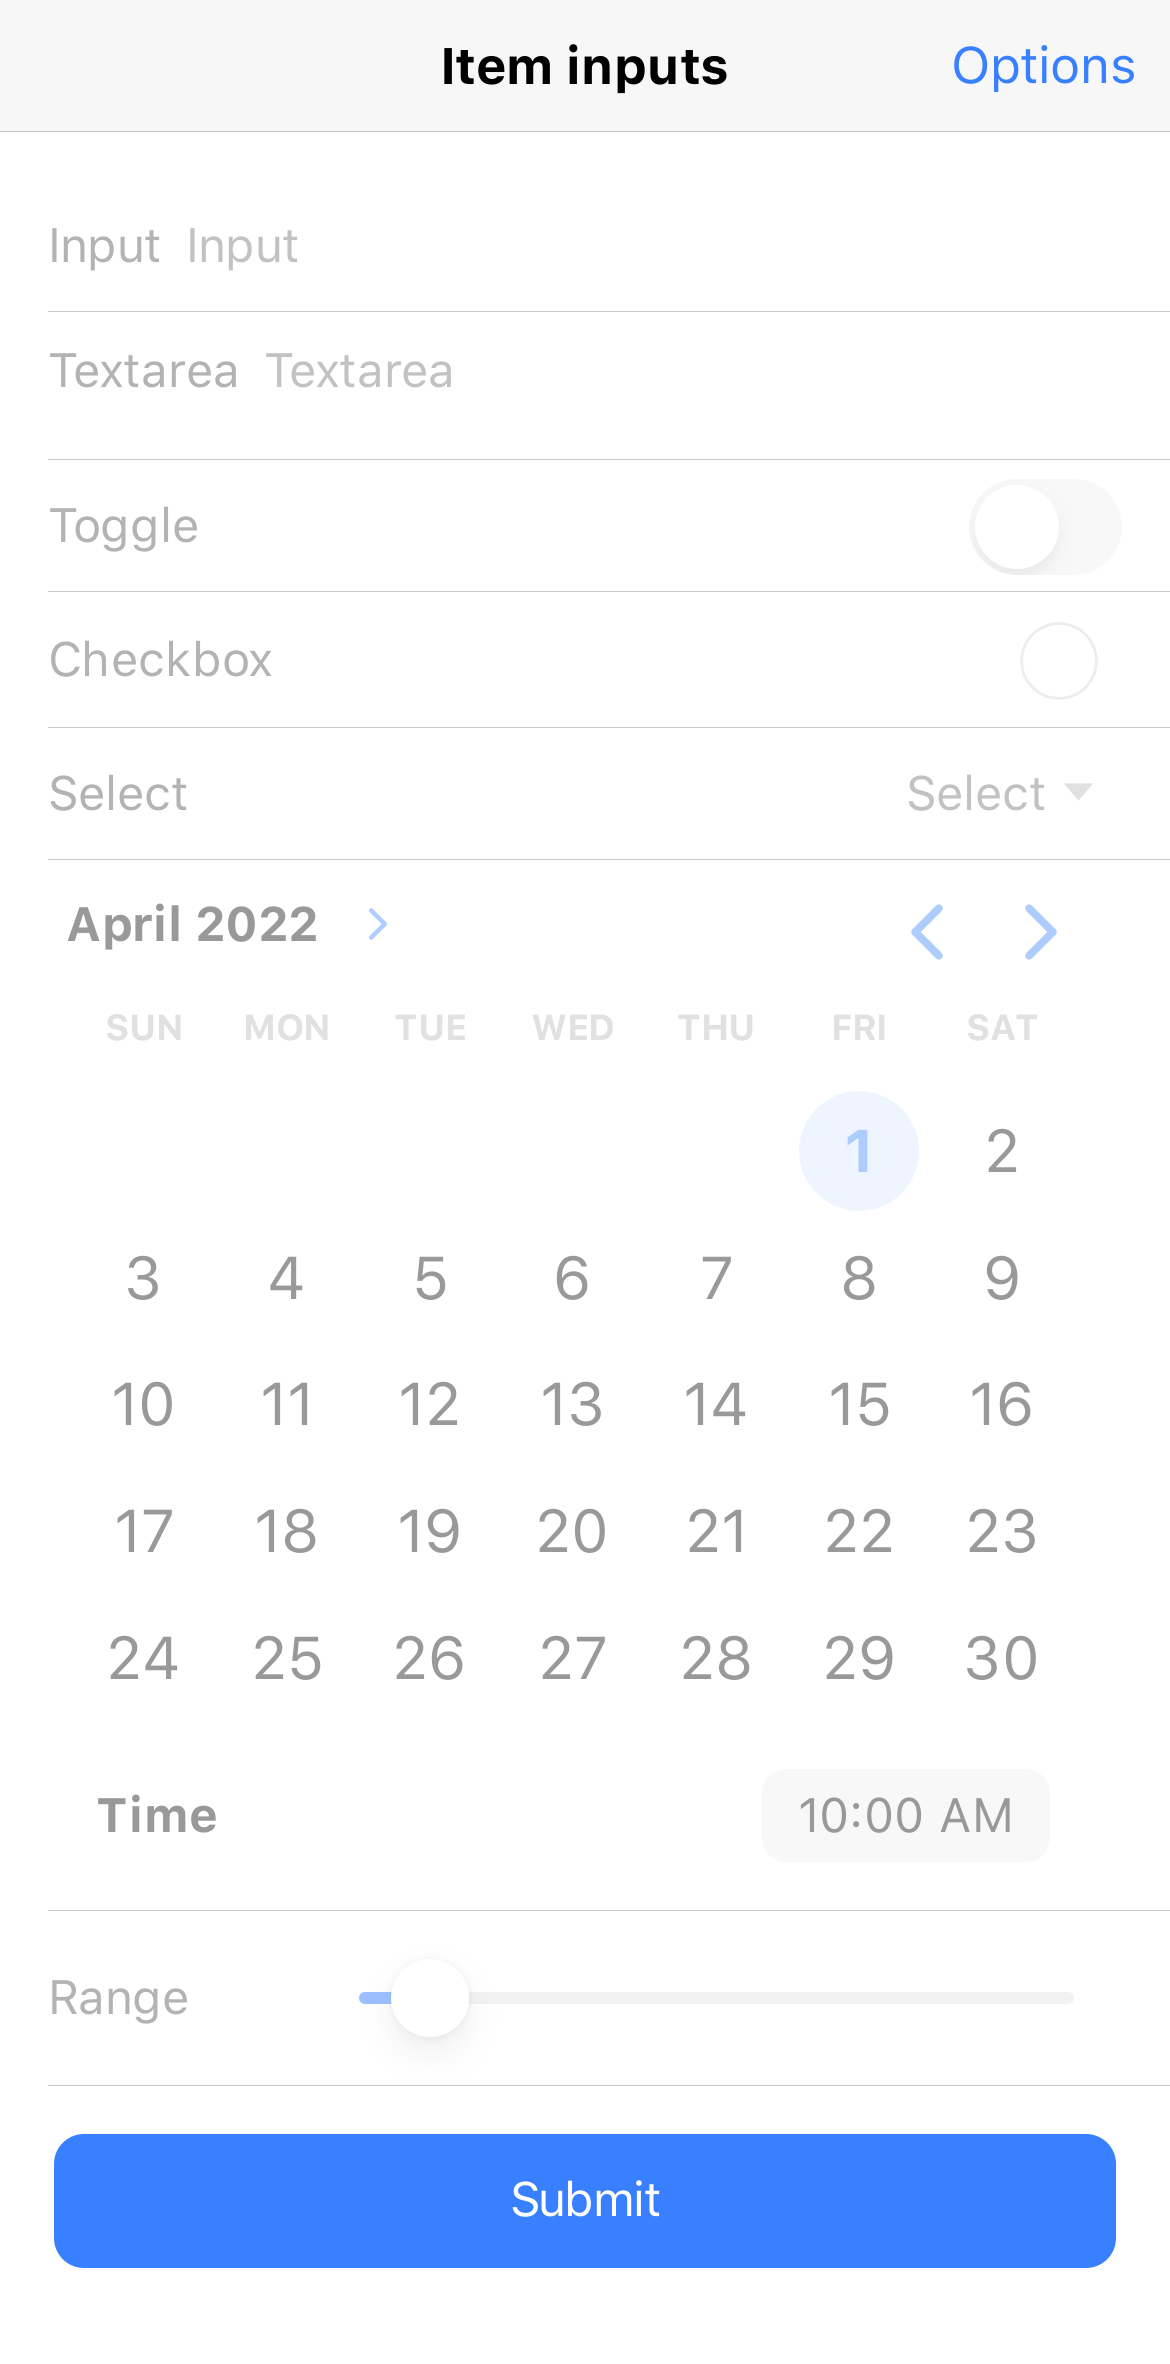 Item inputs Options
Input Input
Textarea Textarea
Toggle
Checkbox
Select Select
April 2022
SUN MON TUE WED THU FRI SAT
1 2
3 4 5 6 7 8 9
10 11 12 13 14 15 16
17 18 19 20 21 22 23
24 25 26 27 28 29 30
Time 10:00 AM
Range
Submit